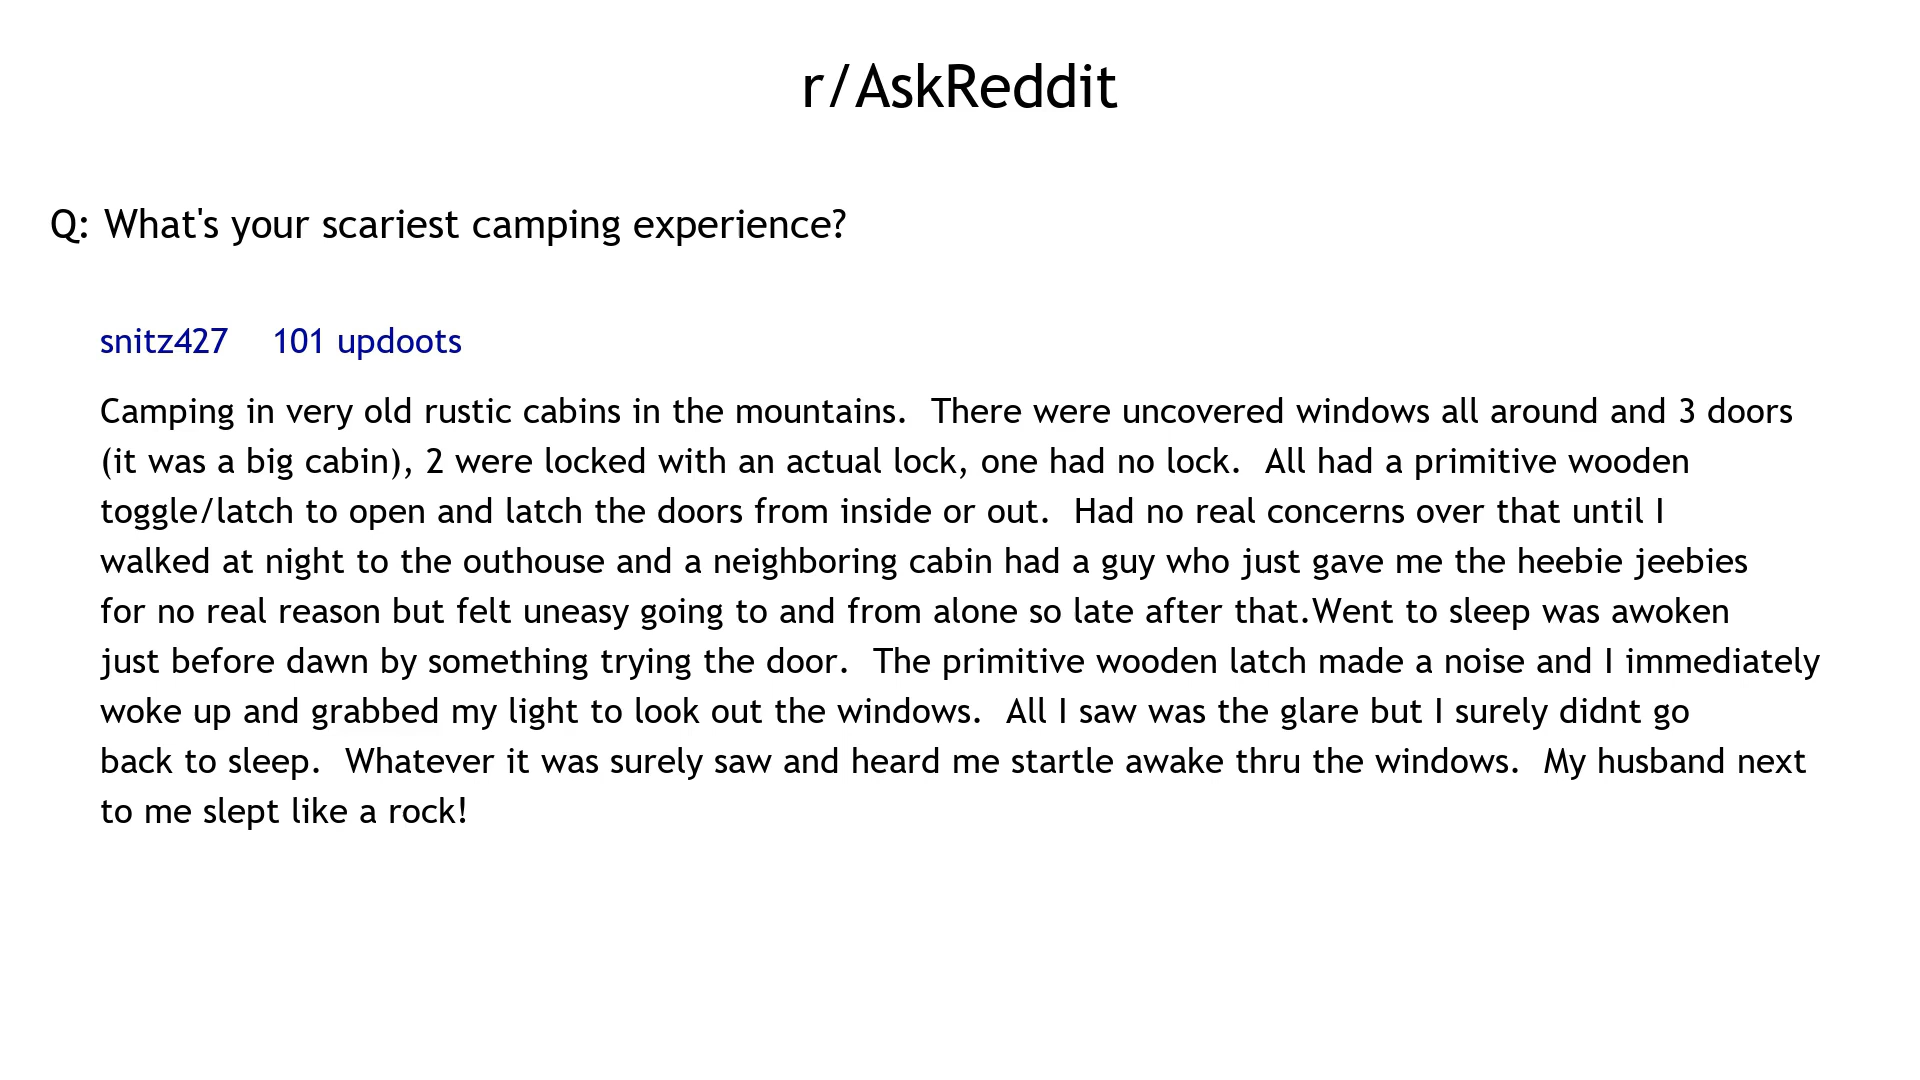 r/AskReddit
Q: What's your scariest camping experience?
snitz427 101 updoots
Camping in very old rustic cabins in the mountains.  There were uncovered windows all around and 3 doors
(it was a big cabin), 2 were locked with an actual lock, one had no lock.  All had a primitive wooden
toggle/latch to open and latch the doors from inside or out.  Had no real concerns over that until I
walked at night to the outhouse and a neighboring cabin had a guy who just gave me the heebie jeebies
for no real reason but felt uneasy going to and from alone so late after that.Went to sleep was awoken
just before dawn by something trying the door.  The primitive wooden latch made a noise and I immediately
woke up and grabbed my light to look out the windows.  All I saw was the glare but I surely didnt go
back to sleep.  Whatever it was surely saw and heard me startle awake thru the windows.  My husband next
to me slept like a rock!